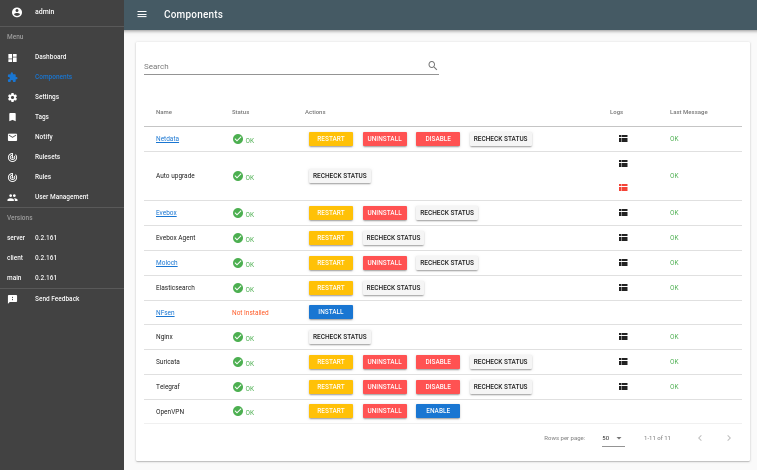 admin
Components
Menu
Dashboard
Components
Settings
Tags
Notify
Rulesets
Rules
User Management
Versions
server 0.2.161
client 0.2.161
main 0.2.161
Send Feedback
Search
Name Status Actions Logs Last Message
Netdata OK RESTART UNINSTALL DISABLE RECHECK STATUS OK
Auto upgrade OK RECHECK STATUS OK
Evebox OK RESTART UNINSTALL RECHECK STATUS OK
Evebox Agent OK RESTART RECHECK STATUS OK
Moloch OK RESTART UNINSTALL RECHECK STATUS OK
Elasticsearch OK RESTART RECHECK STATUS OK
NFsen Not installed INSTALL
Nginx OK RECHECK STATUS OK
Suricata OK RESTART UNINSTALL DISABLE RECHECK STATUS OK
Telegraf OK RESTART UNINSTALL DISABLE RECHECK STATUS OK
OpenVPN OK RESTART UNINSTALL ENABLE
Rows per page: 50 1-11 of 11